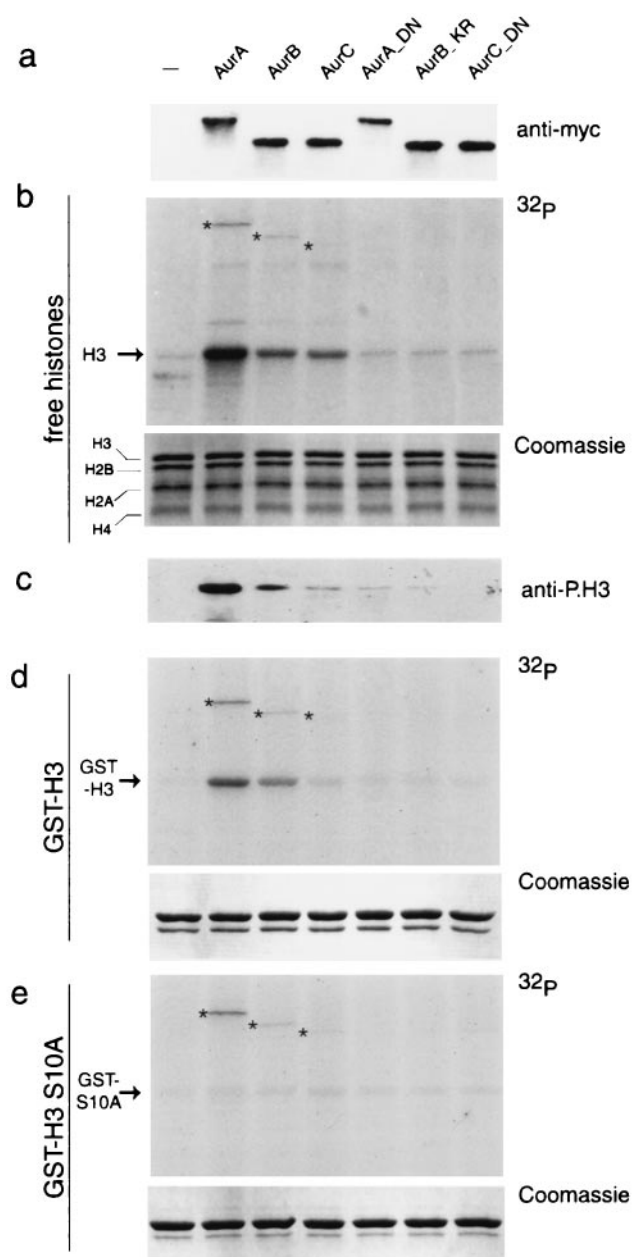 a
— AurA AurB AurC AurA_DN AurB_KR AurC_DN
anti-myc
b
free histones
32P
* * *
H3 →
Coomassie
H3
H2B
H2A
H4
c
anti-P.H3
d
GST-H3
32P
* * *
GST
-H3 →
Coomassie
e
GST-H3 S10A
32P
* * *
GST-
S10A →
Coomassie